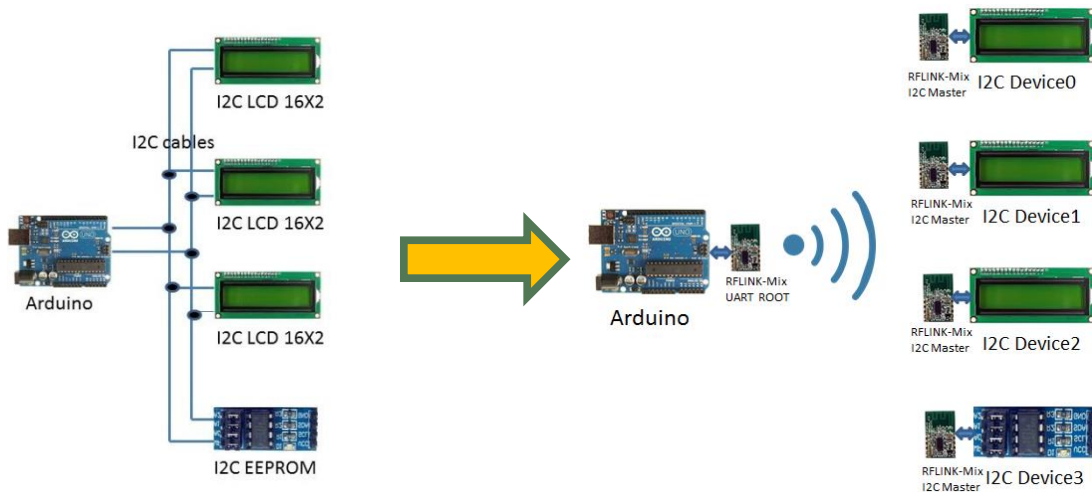 I2C LCD 16X2
I2C cables
I2C LCD 16X2
Arduino
I2C LCD 16X2
I2C EEPROM
UNO
ARDUINO
Arduino
RFLINK-Mix
UART ROOT
RFLINK-Mix
I2C Master
I2C Device0
RFLINK-Mix
I2C Master
I2C Device1
RFLINK-Mix
I2C Master
I2C Device2
RFLINK-Mix
I2C Master
I2C Device3